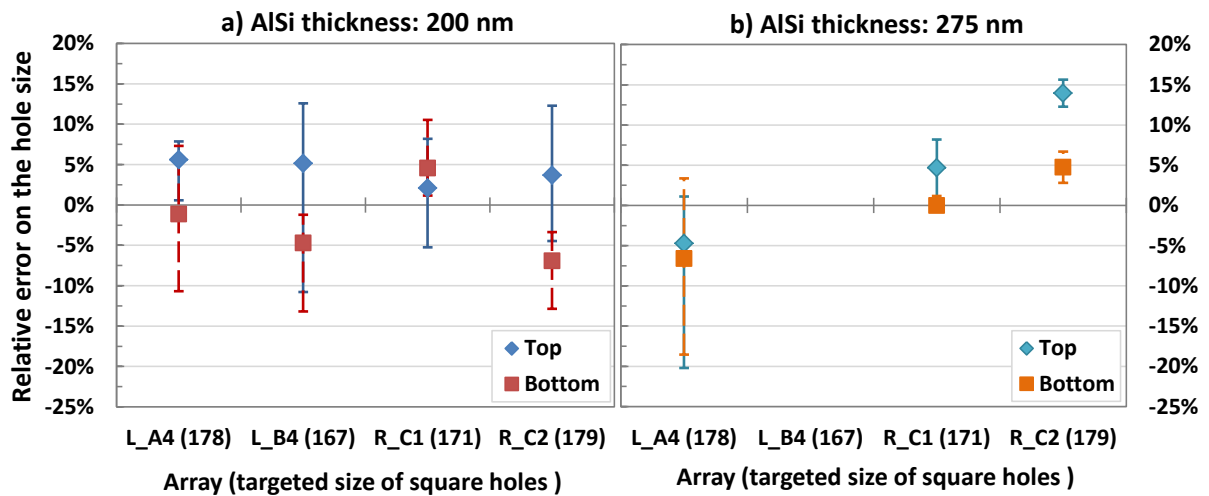 a) AlSi thickness: 200 nm
b) AlSi thickness: 275 nm
Relative error on the hole size
20%
15%
10%
5%
0%
-5%
-10%
-15%
-20%
-25%
Top
Bottom
Top
Bottom
20%
15%
10%
5%
0%
-5%
-10%
-15%
-20%
-25%
L_A4 (178) L_B4 (167) R_C1 (171) R_C2 (179)
L_A4 (178) L_B4 (167) R_C1 (171) R_C2 (179)
Array (targeted size of square holes )
Array (targeted size of square holes )